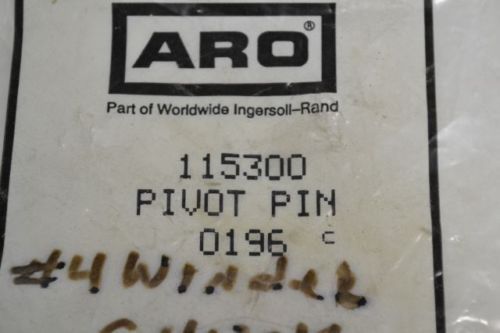 ARO®
Part of Worldwide Ingersoll-Rand
115300
PIVOT PIN
0196 C
#4 Winder